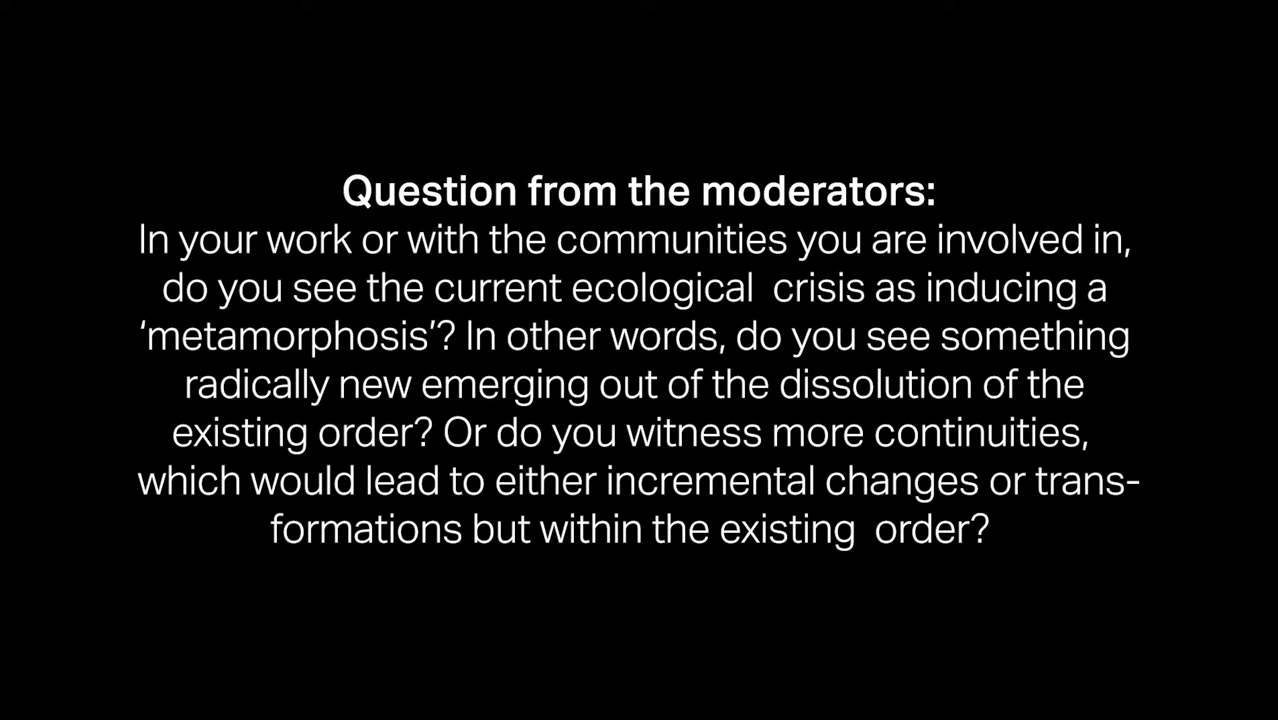 Question from the moderators:
In your work or with the communities you are involved in,
do you see the current ecological crisis as inducing a
‘metamorphosis’? In other words, do you see something
radically new emerging out of the dissolution of the
existing order? Or do you witness more continuities,
which would lead to either incremental changes or trans-
formations but within the existing order?